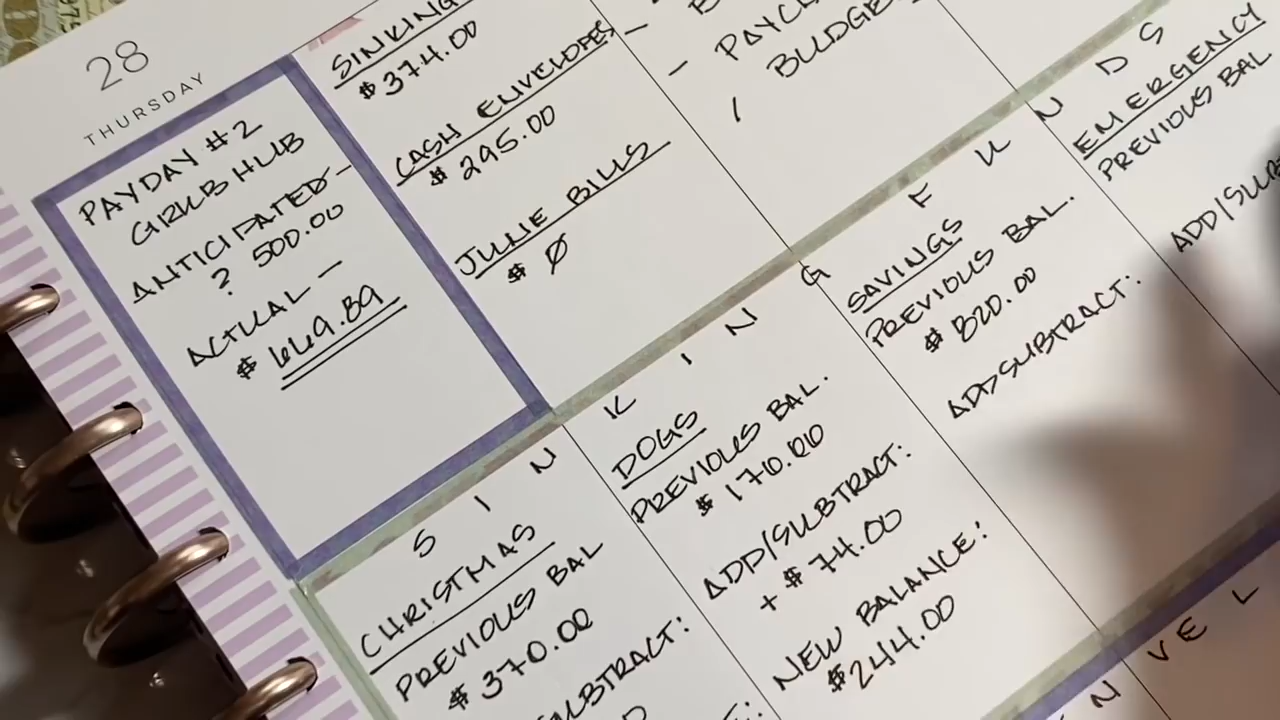 28
THURSDAY
PAYDAY #2
GRUBHUB
ANTICIPATED-
? 500.00
ACTUAL -
$ 669.89
SINKING
$374.00
CASH ENVELOPES
$ 295.00
JUNE BILLS
$ Ø
- PAYCH
BUDGE
S I N K I N G F U N D S
CHRISTMAS
PREVIOUS BAL
$370.00
SUBTRACT:
DOGS
PREVIOUS BAL.
$ 170.00
ADD/SUBTRACT:
+ $74.00
NEW BALANCE:
$244.00
SAVINGS
PREVIOUS BAL.
$ 820.00
ADD SUBTRACT:
EMERGENCY
PREVIOUS BAL
ADD/SUB
N V E L